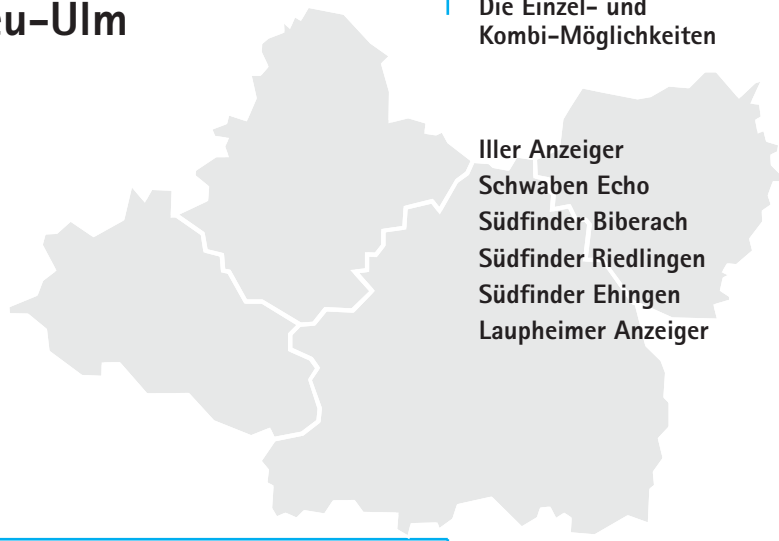 eu-Ulm
Die Einzel- und
Kombi-Möglichkeiten
Iller Anzeiger
Schwaben Echo
Südfinder Biberach
Südfinder Riedlingen
Südfinder Ehingen
Laupheimer Anzeiger